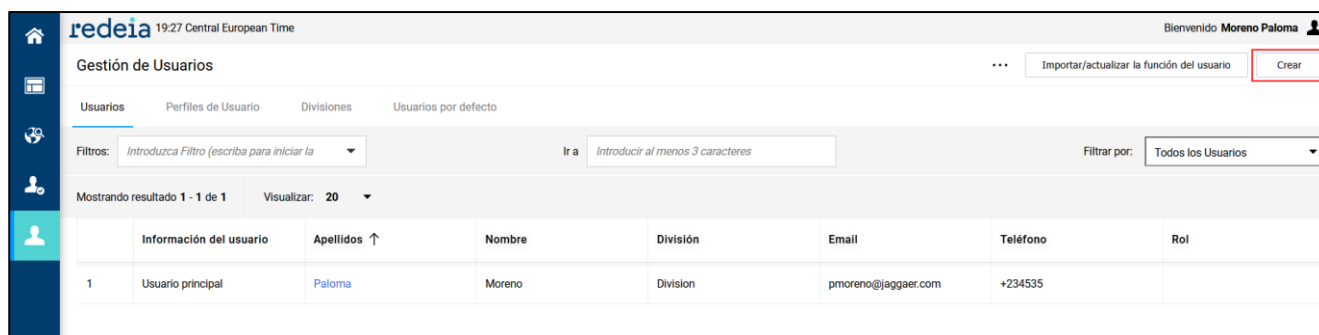 redeia 19:27 Central European Time Bienvenido Moreno Paloma
Gestión de Usuarios ... Importar/actualizar la función del usuario Crear
Usuarios Perfiles de Usuario Divisiones Usuarios por defecto
Filtros: Introduzca Filtro (escriba para iniciar la Ir a Introducir al menos 3 caracteres Filtrar por: Todos los Usuarios
Mostrando resultado 1 - 1 de 1 Visualizar: 20
Información del usuario Apellidos ↑ Nombre División Email Teléfono Rol
1 Usuario principal Paloma Moreno Division pmoreno@jaggaer.com +234535